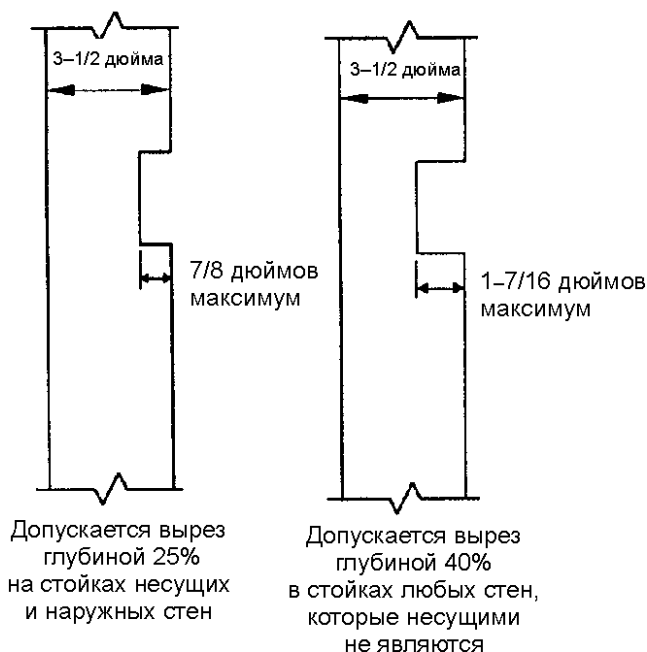 3–1/2 дюйма
7/8 дюймов
максимум
Допускается вырез
глубиной 25%
на стойках несущих
и наружных стен
3–1/2 дюйма
1–7/16 дюймов
максимум
Допускается вырез
глубиной 40%
в стойках любых стен,
которые несущими
не являются